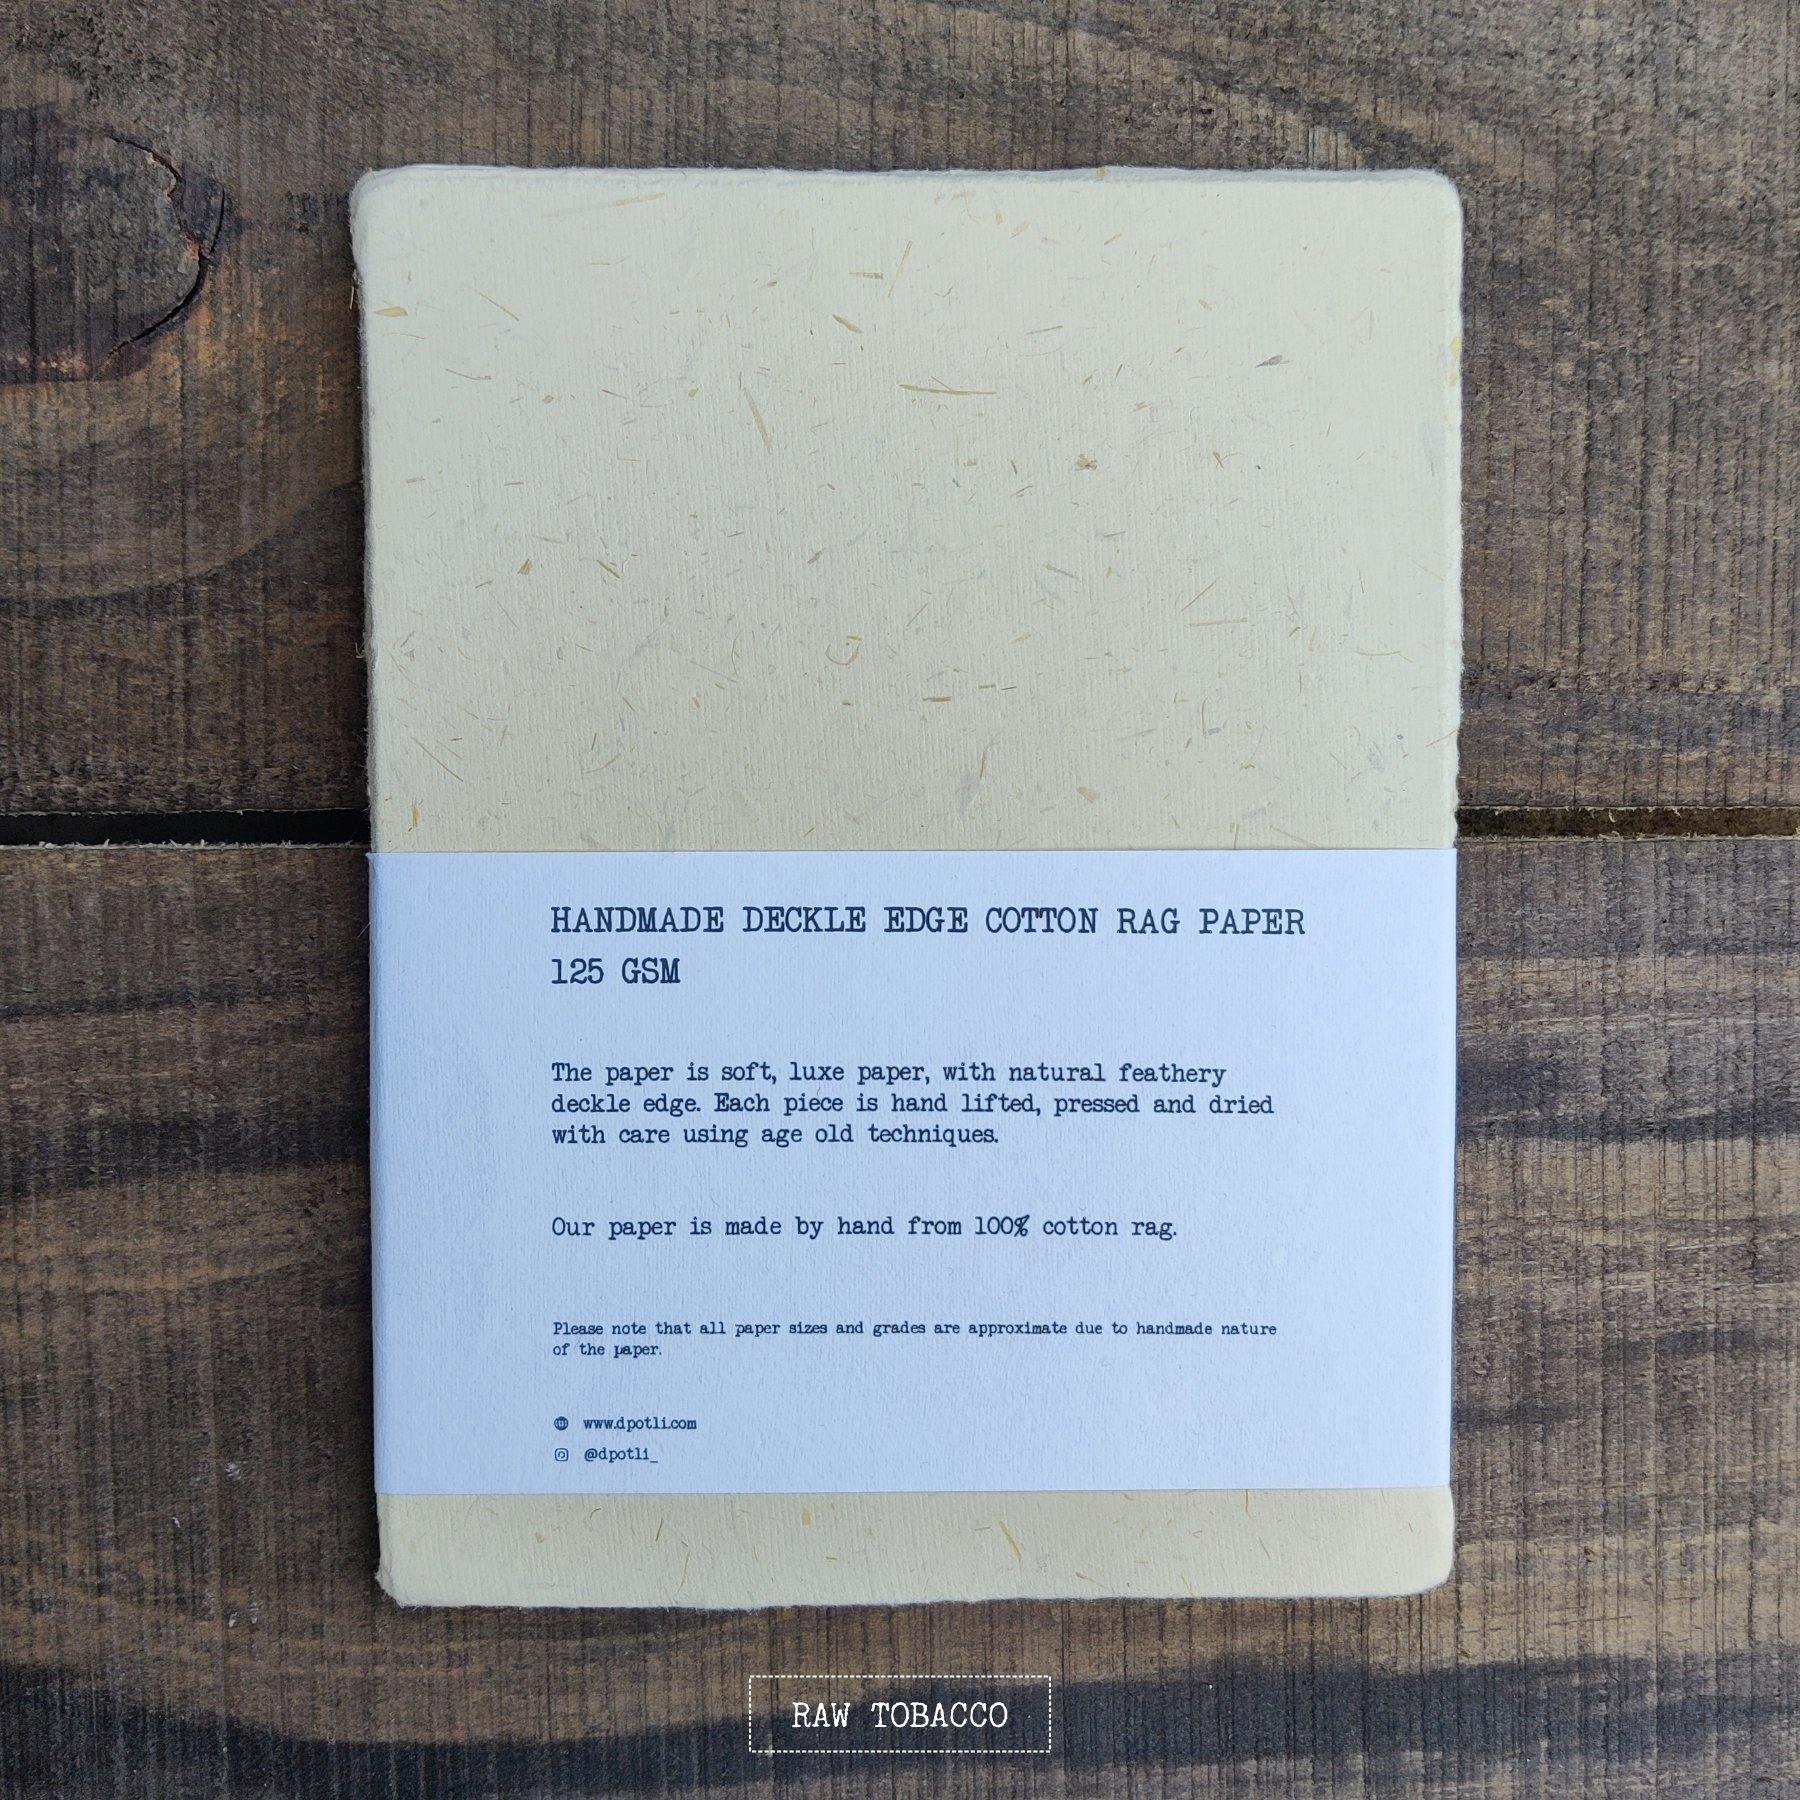 HANDMADE DECKLE EDGE COTTON RAG PAPER
125 GSM
The paper is soft, luxe paper, with natural feathery
deckle edge. Each piece is hand lifted, pressed and dried
with care using age old techniques.
Our paper is made by hand from 100% cotton rag.
Please note that all paper sizes and grades are approximate due to handmade nature
of the paper.
www.dpotli.com
@dpotli_
RAW TOBACCO